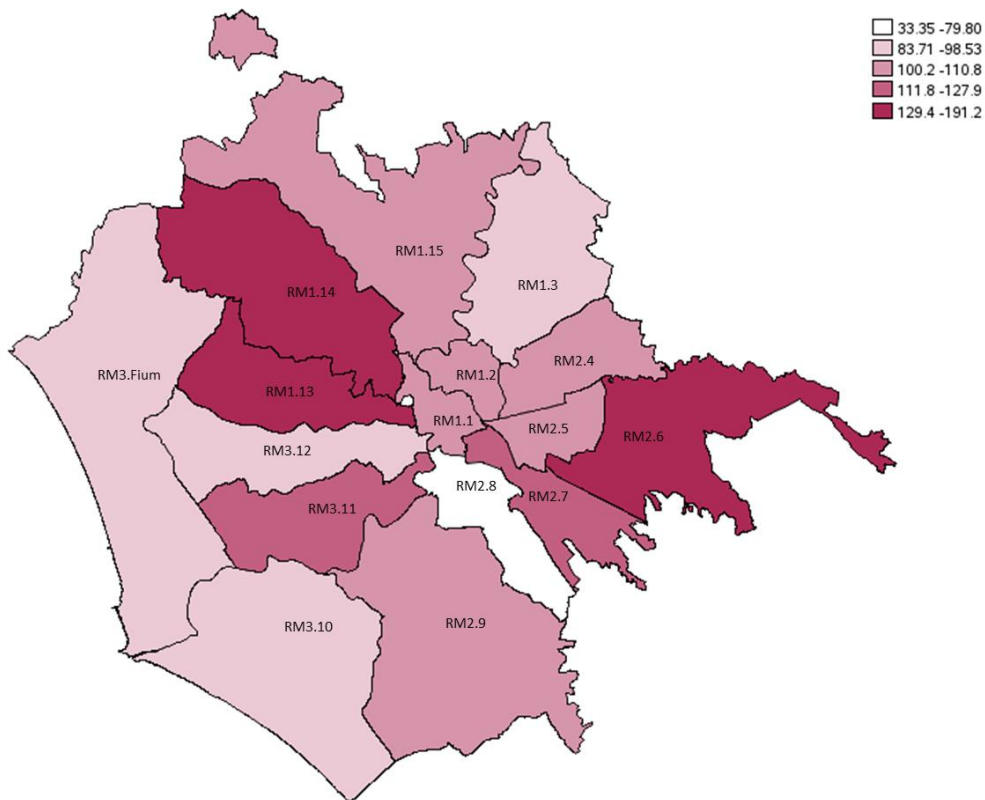 33.35 -79.80
83.71 -98.53
100.2 -110.8
111.8 -127.9
129.4 -191.2
RM1.15
RM1.3
RM1.14
RM2.4
RM3.Fium
RM1.2
RM1.13
RM1.1
RM2.5
RM2.6
RM3.12
RM2.8
RM2.7
RM3.11
RM2.9
RM3.10